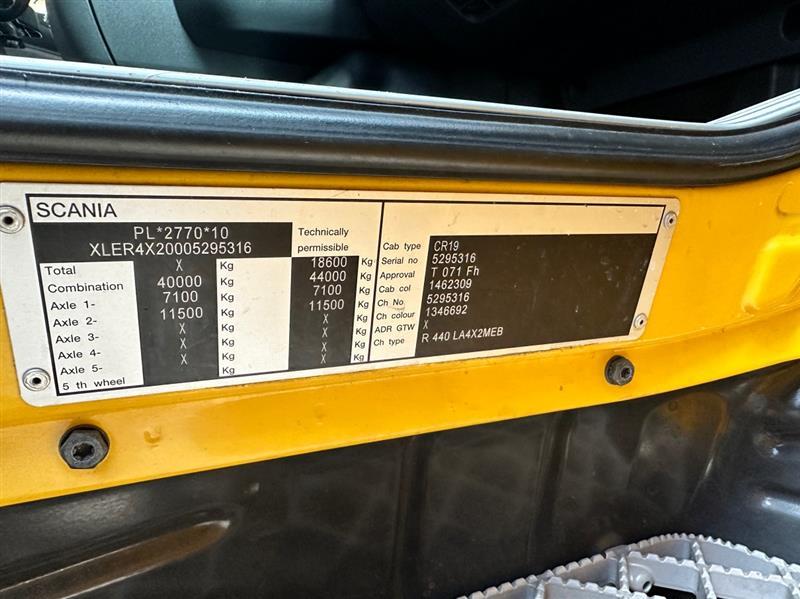 SCANIA
PL*2770*10
XLER4X20005295316
Technically
permissible
Total X Kg 18600 Kg
Combination 40000 Kg 44000 Kg
Axle 1- 7100 Kg 7100 Kg
Axle 2- 11500 Kg 11500 Kg
Axle 3- X Kg X Kg
Axle 4- X Kg X Kg
Axle 5- X Kg X Kg
5 th wheel
Cab type CR19
Serial no 5295316
Approval T 071 Fh
Cab col 1462309
Ch No. 5295316
Ch colour 1346692
ADR GTW X
Ch type R 440 LA4X2MEB